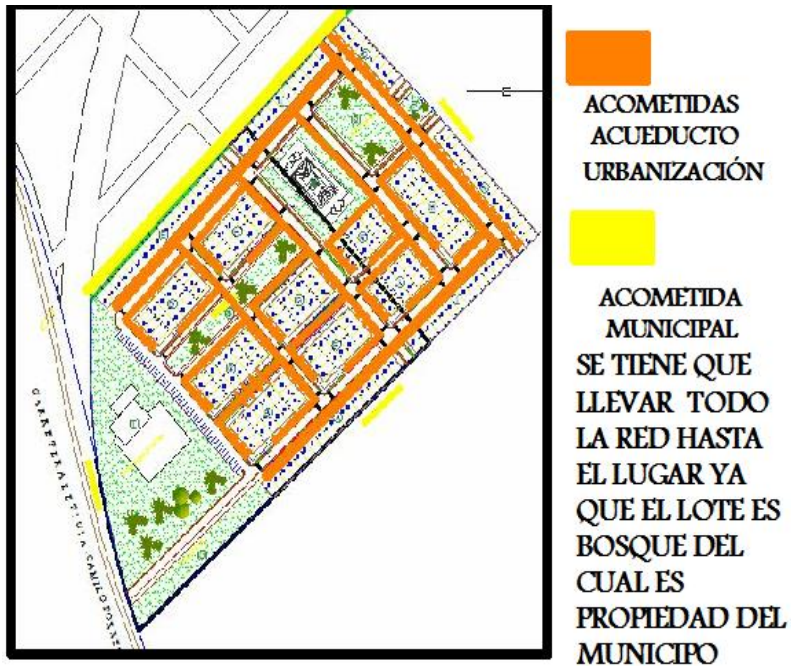 ACOMETIDAS
ACUEDUCTO
URBANIZACIÓN
ACOMETIDA
MUNICIPAL
SE TIENE QUE
LLEVAR TODO
LA RED HASTA
EL LUGAR YA
QUE EL LOTE ES
BOSQUE DEL
CUAL ES
PROPIEDAD DEL
MUNICIPO